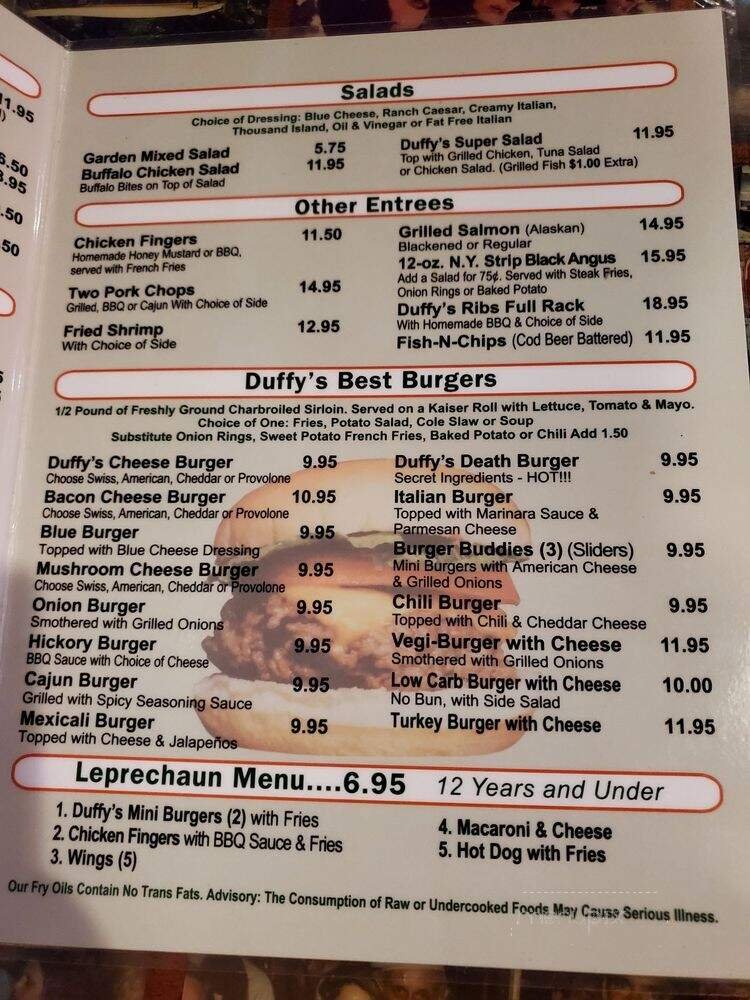 11.95
)
6.50
8.95
.50
50
Salads
Choice of Dressing: Blue Cheese, Ranch Caesar, Creamy Italian,
Thousand Island, Oil & Vinegar or Fat Free Italian
Garden Mixed Salad 5.75
Buffalo Chicken Salad 11.95
Buffalo Bites on Top of Salad
Duffy's Super Salad 11.95
Top with Grilled Chicken, Tuna Salad
or Chicken Salad. (Grilled Fish $1.00 Extra)
Other Entrees
Chicken Fingers 11.50
Homemade Honey Mustard or BBQ,
served with French Fries
Two Pork Chops 14.95
Grilled, BBQ or Cajun With Choice of Side
Fried Shrimp 12.95
With Choice of Side
Grilled Salmon (Alaskan) 14.95
Blackened or Regular
12-oz. N.Y. Strip Black Angus 15.95
Add a Salad for 75¢. Served with Steak Fries,
Onion Rings or Baked Potato
Duffy's Ribs Full Rack 18.95
With Homemade BBQ & Choice of Side
Fish-N-Chips (Cod Beer Battered) 11.95
Duffy's Best Burgers
1/2 Pound of Freshly Ground Charbroiled Sirloin. Served on a Kaiser Roll with Lettuce, Tomato & Mayo.
Choice of One: Fries, Potato Salad, Cole Slaw or Soup
Substitute Onion Rings, Sweet Potato French Fries, Baked Potato or Chili Add 1.50
Duffy's Cheese Burger 9.95
Choose Swiss, American, Cheddar or Provolone
Bacon Cheese Burger 10.95
Choose Swiss, American, Cheddar or Provolone
Blue Burger 9.95
Topped with Blue Cheese Dressing
Mushroom Cheese Burger 9.95
Choose Swiss, American, Cheddar or Provolone
Onion Burger 9.95
Smothered with Grilled Onions
Hickory Burger 9.95
BBQ Sauce with Choice of Cheese
Cajun Burger 9.95
Grilled with Spicy Seasoning Sauce
Mexicali Burger 9.95
Topped with Cheese & Jalapeños
Duffy's Death Burger 9.95
Secret Ingredients - HOT!!!
Italian Burger 9.95
Topped with Marinara Sauce &
Parmesan Cheese
Burger Buddies (3) (Sliders) 9.95
Mini Burgers with American Cheese
& Grilled Onions
Chili Burger 9.95
Topped with Chili & Cheddar Cheese
Vegi-Burger with Cheese 11.95
Smothered with Grilled Onions
Low Carb Burger with Cheese 10.00
No Bun, with Side Salad
Turkey Burger with Cheese 11.95
Leprechaun Menu....6.95 12 Years and Under
1. Duffy's Mini Burgers (2) with Fries
2. Chicken Fingers with BBQ Sauce & Fries
3. Wings (5)
4. Macaroni & Cheese
5. Hot Dog with Fries
Our Fry Oils Contain No Trans Fats. Advisory: The Consumption of Raw or Undercooked Foods May Cause Serious Illness.